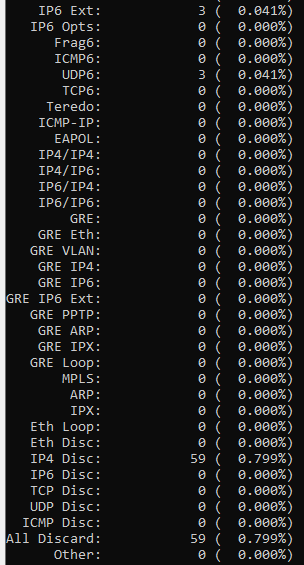 IP6 Ext: 3 ( 0.041%)
IP6 Opts: 0 ( 0.000%)
Frag6: 0 ( 0.000%)
ICMP6: 0 ( 0.000%)
UDP6: 3 ( 0.041%)
TCP6: 0 ( 0.000%)
Teredo: 0 ( 0.000%)
ICMP-IP: 0 ( 0.000%)
EAPOL: 0 ( 0.000%)
IP4/IP4: 0 ( 0.000%)
IP4/IP6: 0 ( 0.000%)
IP6/IP4: 0 ( 0.000%)
IP6/IP6: 0 ( 0.000%)
GRE: 0 ( 0.000%)
GRE Eth: 0 ( 0.000%)
GRE VLAN: 0 ( 0.000%)
GRE IP4: 0 ( 0.000%)
GRE IP6: 0 ( 0.000%)
GRE IP6 Ext: 0 ( 0.000%)
GRE PPTP: 0 ( 0.000%)
GRE ARP: 0 ( 0.000%)
GRE IPX: 0 ( 0.000%)
GRE Loop: 0 ( 0.000%)
MPLS: 0 ( 0.000%)
ARP: 0 ( 0.000%)
IPX: 0 ( 0.000%)
Eth Loop: 0 ( 0.000%)
Eth Disc: 0 ( 0.000%)
IP4 Disc: 59 ( 0.799%)
IP6 Disc: 0 ( 0.000%)
TCP Disc: 0 ( 0.000%)
UDP Disc: 0 ( 0.000%)
ICMP Disc: 0 ( 0.000%)
All Discard: 59 ( 0.799%)
Other: 0 ( 0.000%)